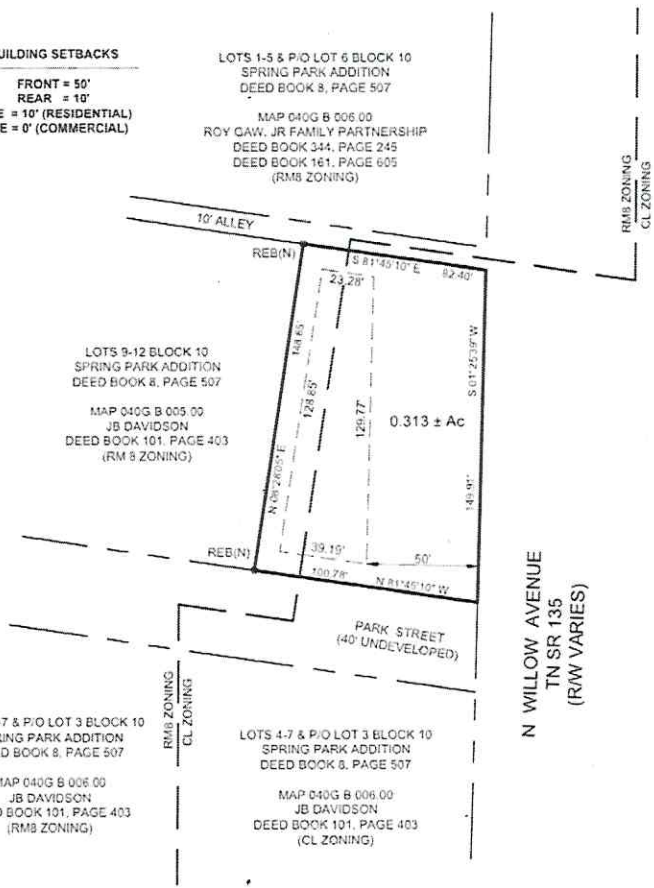 UILDING SETBACKS
FRONT = 50'
REAR = 10'
E = 10' (RESIDENTIAL)
E = 0' (COMMERCIAL)
LOTS 1-5 & P/O LOT 6 BLOCK 10
SPRING PARK ADDITION
DEED BOOK 8, PAGE 507
MAP 040G B 006.00
ROY GAW, JR FAMILY PARTNERSHIP
DEED BOOK 344, PAGE 245
DEED BOOK 161, PAGE 605
(RM8 ZONING)
RM8 ZONING
CL ZONING
10' ALLEY
REB(N)
S 81°45'10" E 82.40'
23.28'
148.85'
128.85'
129.77'
S 01°25'39" W
0.313 ± Ac
149.91'
N 08°28'05" E
LOTS 9-12 BLOCK 10
SPRING PARK ADDITION
DEED BOOK 8, PAGE 507
MAP 040G B 005.00
JB DAVIDSON
DEED BOOK 101, PAGE 403
(RM 8 ZONING)
REB(N)
39.19'
50'
100.78' N 81°45'10" W
PARK STREET
(40' UNDEVELOPED)
N WILLOW AVENUE
TN SR 135
(R/W VARIES)
RM8 ZONING
CL ZONING
-7 & P/O LOT 3 BLOCK 10
RING PARK ADDITION
ED BOOK 8, PAGE 507
MAP 040G B 006.00
JB DAVIDSON
D BOOK 101, PAGE 403
(RM8 ZONING)
LOTS 4-7 & P/O LOT 3 BLOCK 10
SPRING PARK ADDITION
DEED BOOK 8, PAGE 507
MAP 040G B 006.00
JB DAVIDSON
DEED BOOK 101, PAGE 403
(CL ZONING)